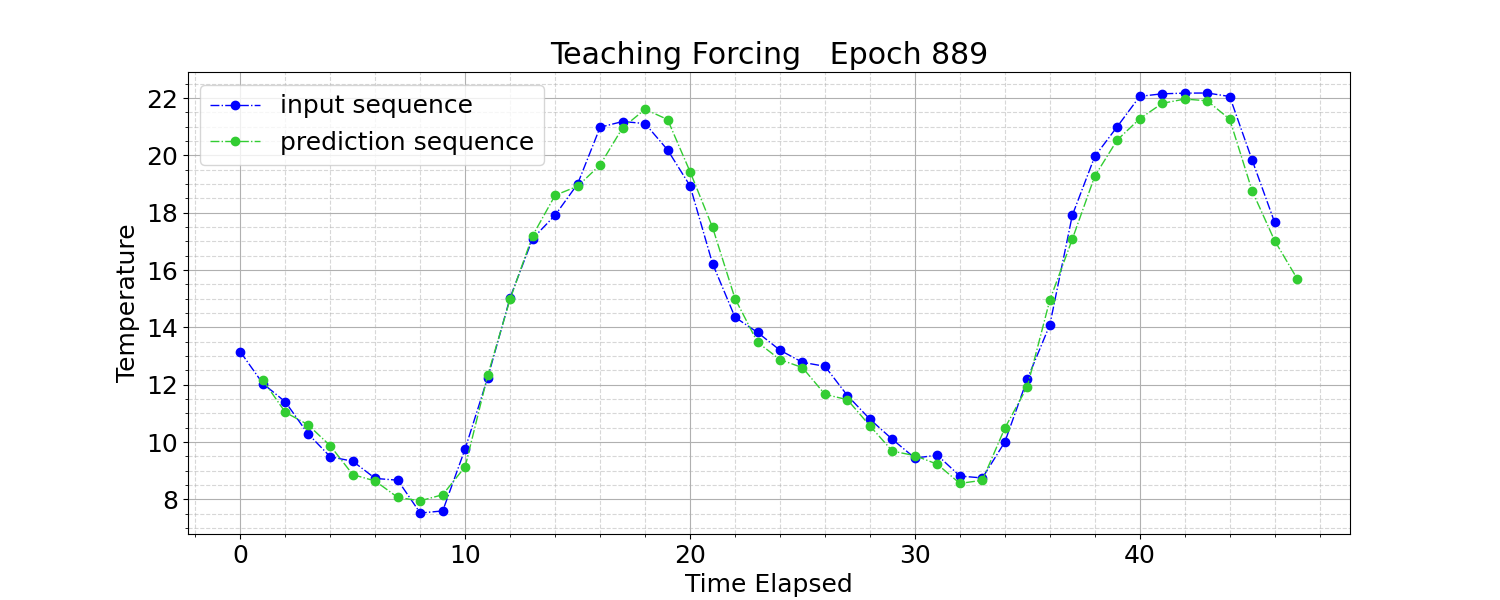 Teaching Forcing   Epoch 889
input sequence
prediction sequence
Temperature
22
20
18
16
14
12
10
8
0 10 20 30 40
Time Elapsed